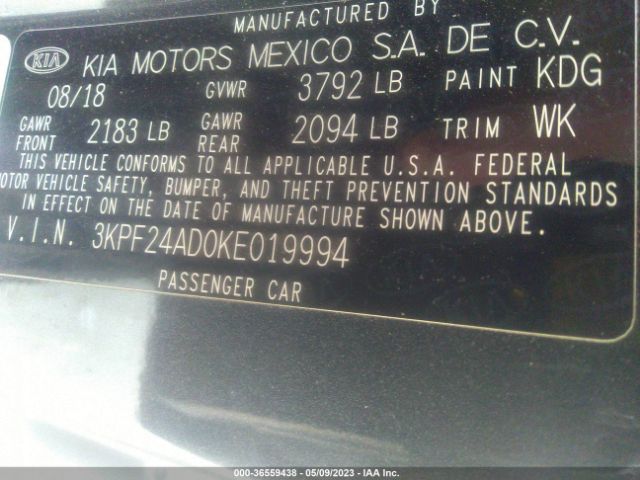 MANUFACTURED BY
KIA KIA MOTORS MEXICO S.A. DE C.V.
08/18 GVWR 3792 LB PAINT KDG
GAWR FRONT 2183 LB GAWR REAR 2094 LB TRIM WK
THIS VEHICLE CONFORMS TO ALL APPLICABLE U.S.A. FEDERAL
MOTOR VEHICLE SAFETY, BUMPER, AND THEFT PREVENTION STANDARDS
IN EFFECT ON THE DATE OF MANUFACTURE SHOWN ABOVE.
V.I.N. 3KPF24AD0KE019994
PASSENGER CAR
000-36559438 - 05/09/2023 - IAA Inc.